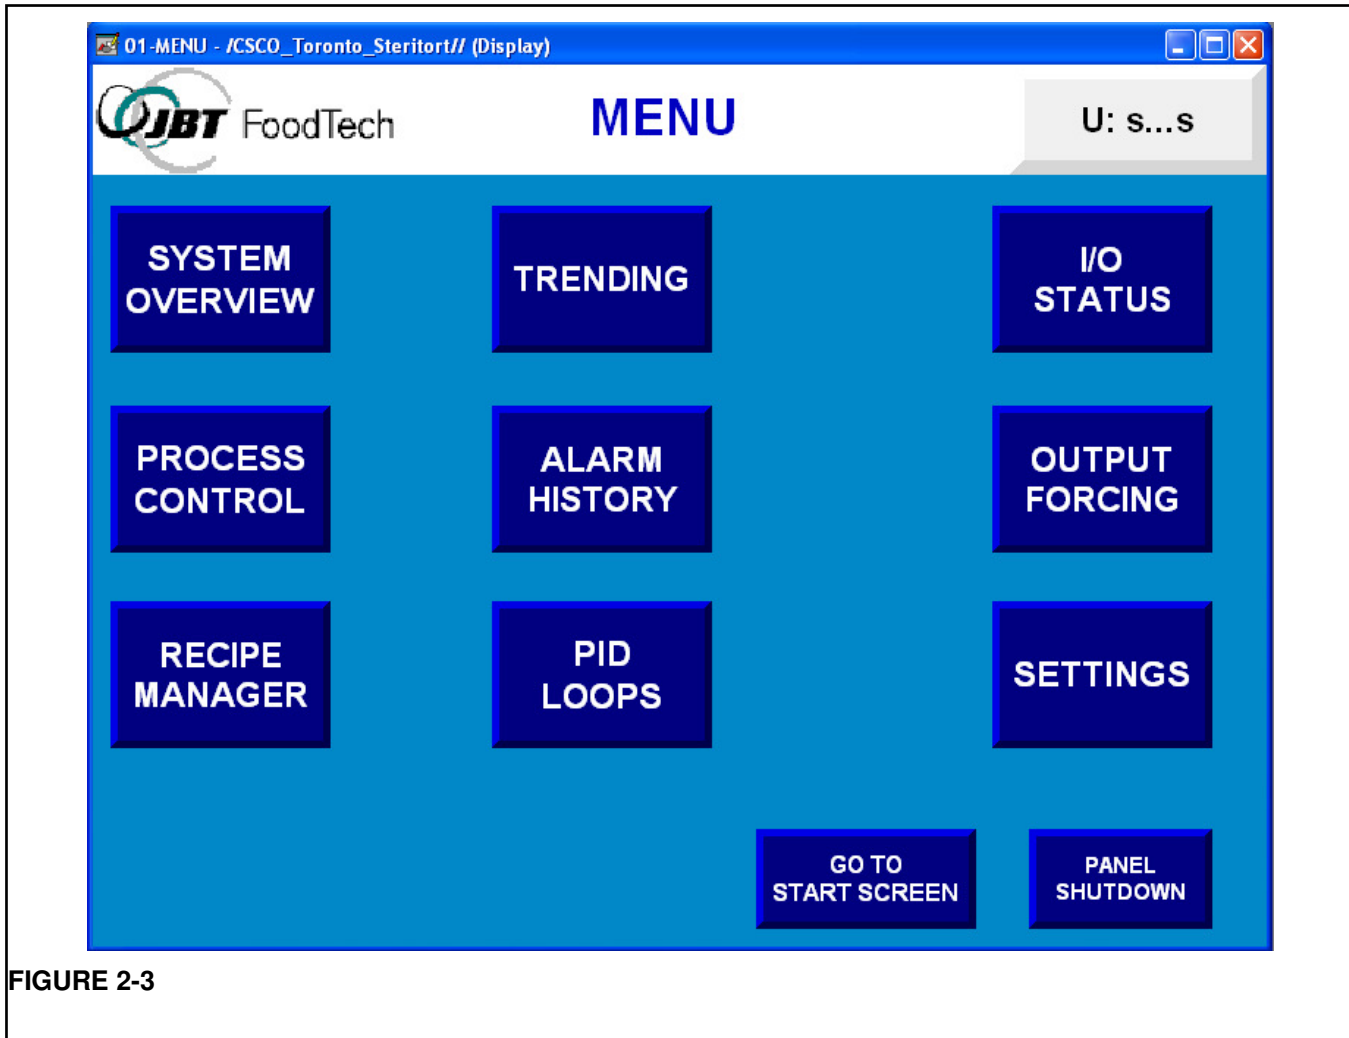 01-MENU - /CSCO_Toronto_Steritort// (Display)
JBT FoodTech
MENU
U: s...s
SYSTEM
OVERVIEW
TRENDING
I/O
STATUS
PROCESS
CONTROL
ALARM
HISTORY
OUTPUT
FORCING
RECIPE
MANAGER
PID
LOOPS
SETTINGS
GO TO
START SCREEN
PANEL
SHUTDOWN
FIGURE 2-3